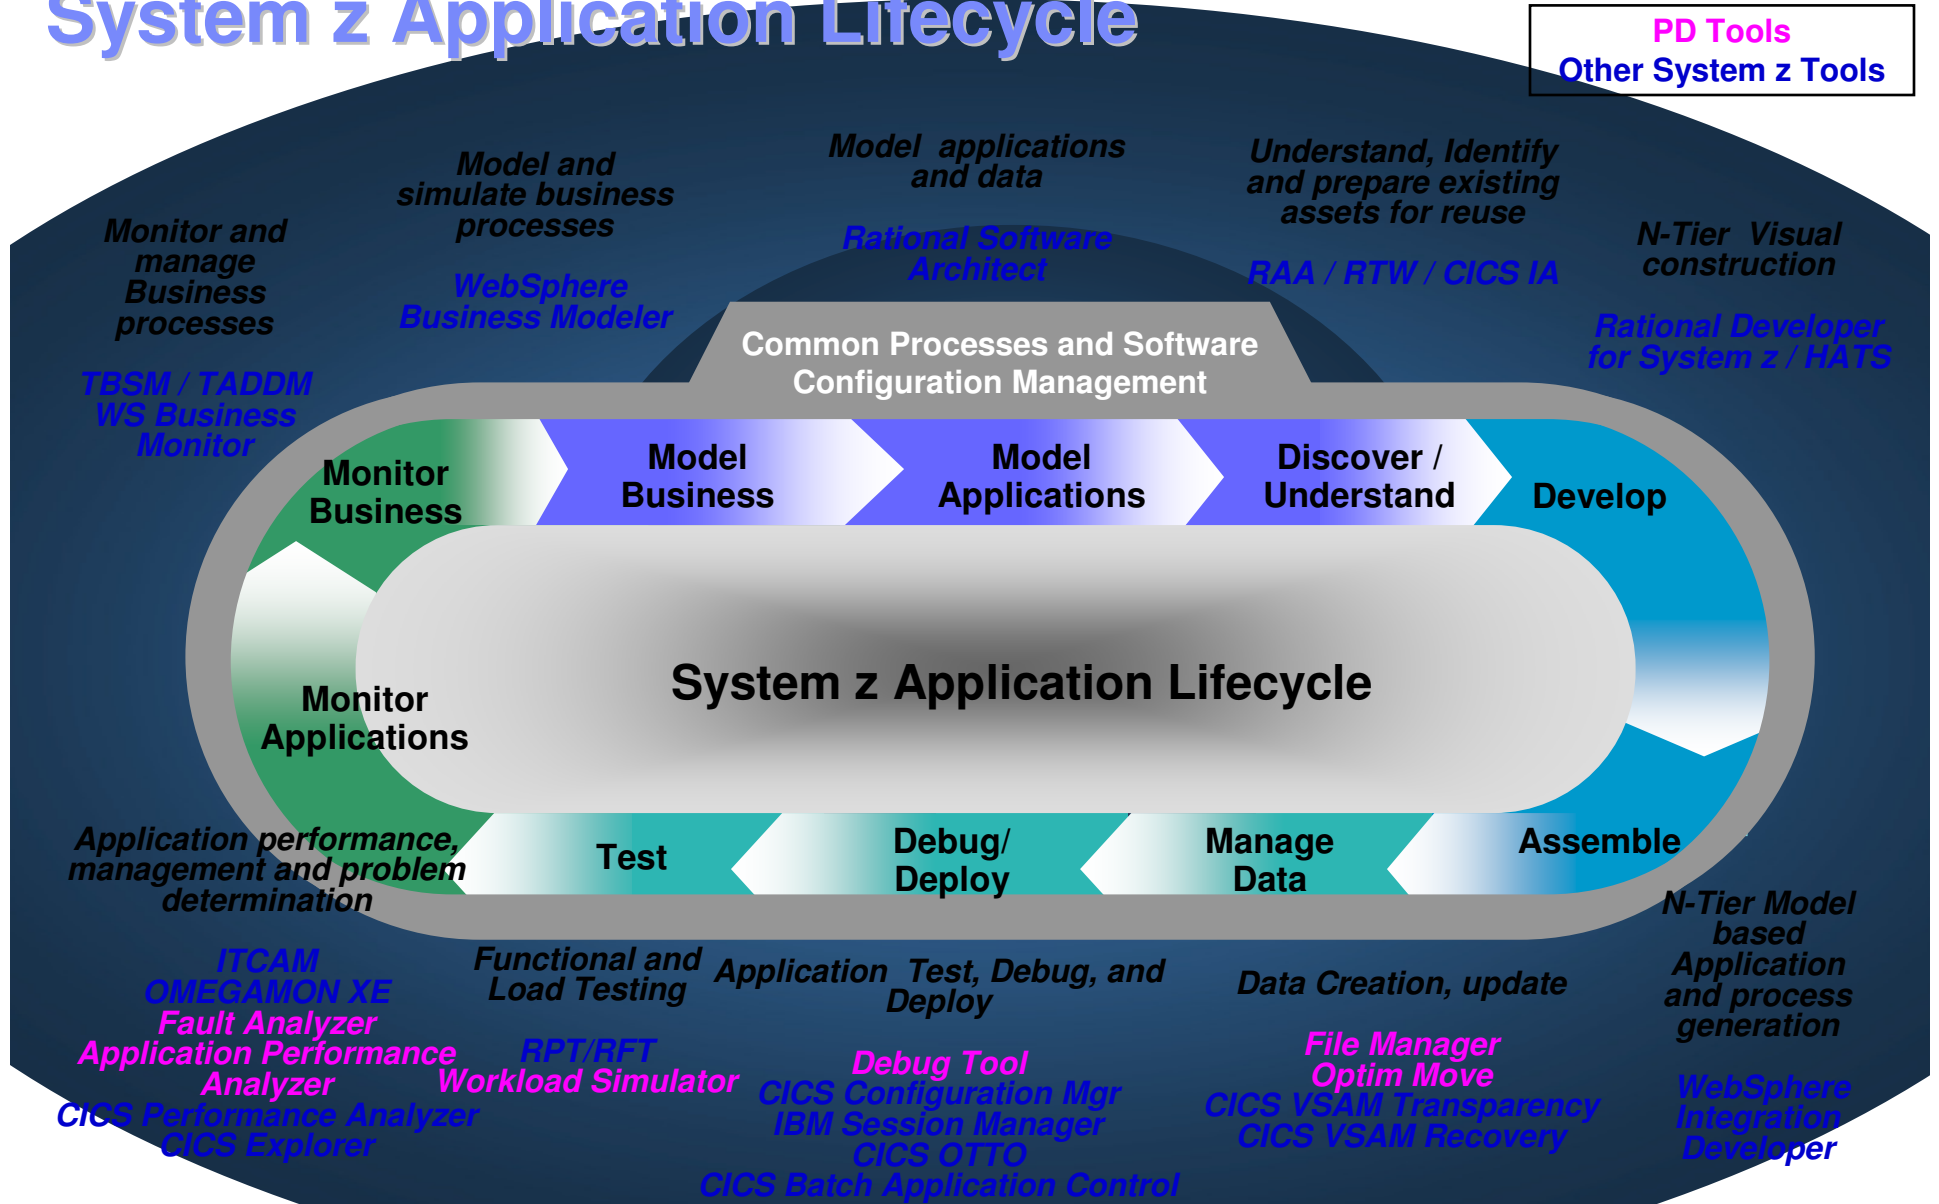 System z Application Lifecycle
PD Tools
Other System z Tools
Monitor and
manage
Business
processes
TBSM / TADDM
WS Business
Monitor
Model and
simulate business
processes
WebSphere
Business Modeler
Model applications
and data
Rational Software
Architect
Understand, Identify
and prepare existing
assets for reuse
RAA / RTW / CICS IA
N-Tier Visual
construction
Rational Developer
for System z / HATS
Common Processes and Software
Configuration Management
Monitor
Business
Model
Business
Model
Applications
Discover /
Understand
Develop
System z Application Lifecycle
Monitor
Applications
Test
Debug/
Deploy
Manage
Data
Assemble
Application performance,
management and problem
determination
ITCAM
OMEGAMON XE
Fault Analyzer
Application Performance
Analyzer
CICS Performance Analyzer
CICS Explorer
Functional and
Load Testing
RPT/RFT
Workload Simulator
Application Test, Debug, and
Deploy
Debug Tool
CICS Configuration Mgr
IBM Session Manager
CICS OTTO
CICS Batch Application Control
Data Creation, update
File Manager
Optim Move
CICS VSAM Transparency
CICS VSAM Recovery
N-Tier Model
based
Application
and process
generation
WebSphere
Integration
Developer